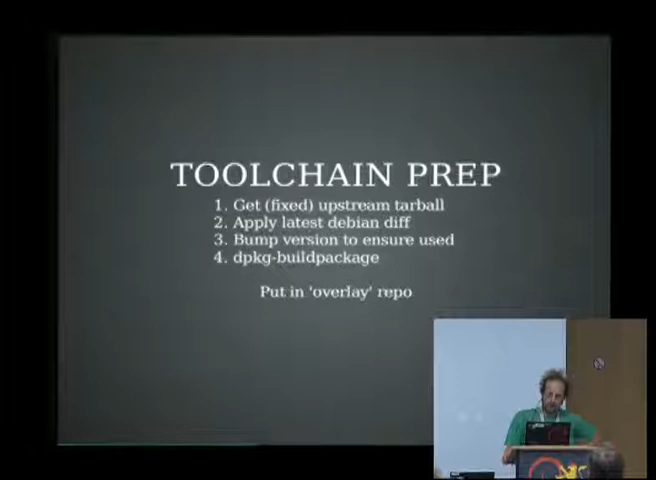 TOOLCHAIN PREP
1. Get (fixed) upstream tarball
2. Apply latest debian diff
3. Bump version to ensure used
4. dpkg-buildpackage
Put in 'overlay' repo